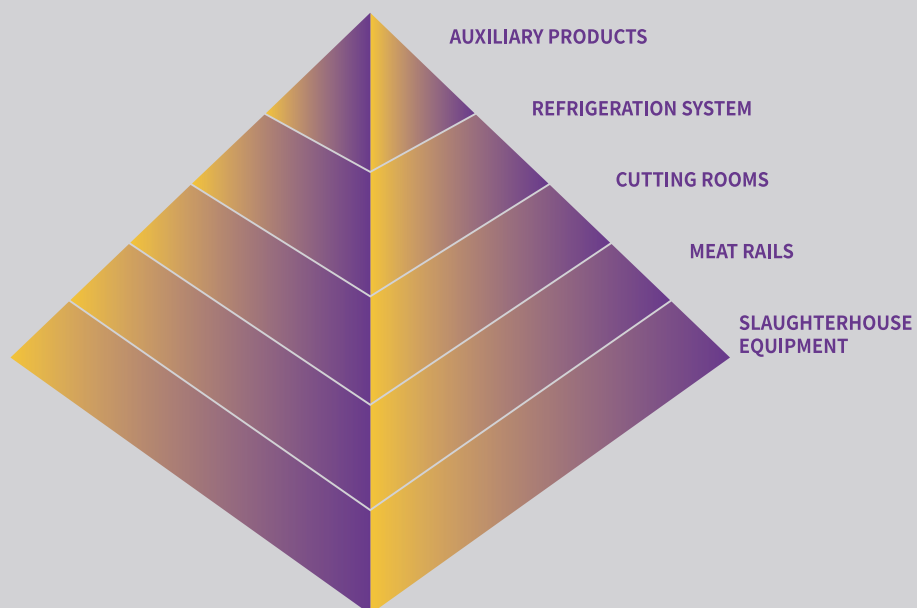 AUXILIARY PRODUCTS
REFRIGERATION SYSTEM
CUTTING ROOMS
MEAT RAILS
SLAUGHTERHOUSE
EQUIPMENT